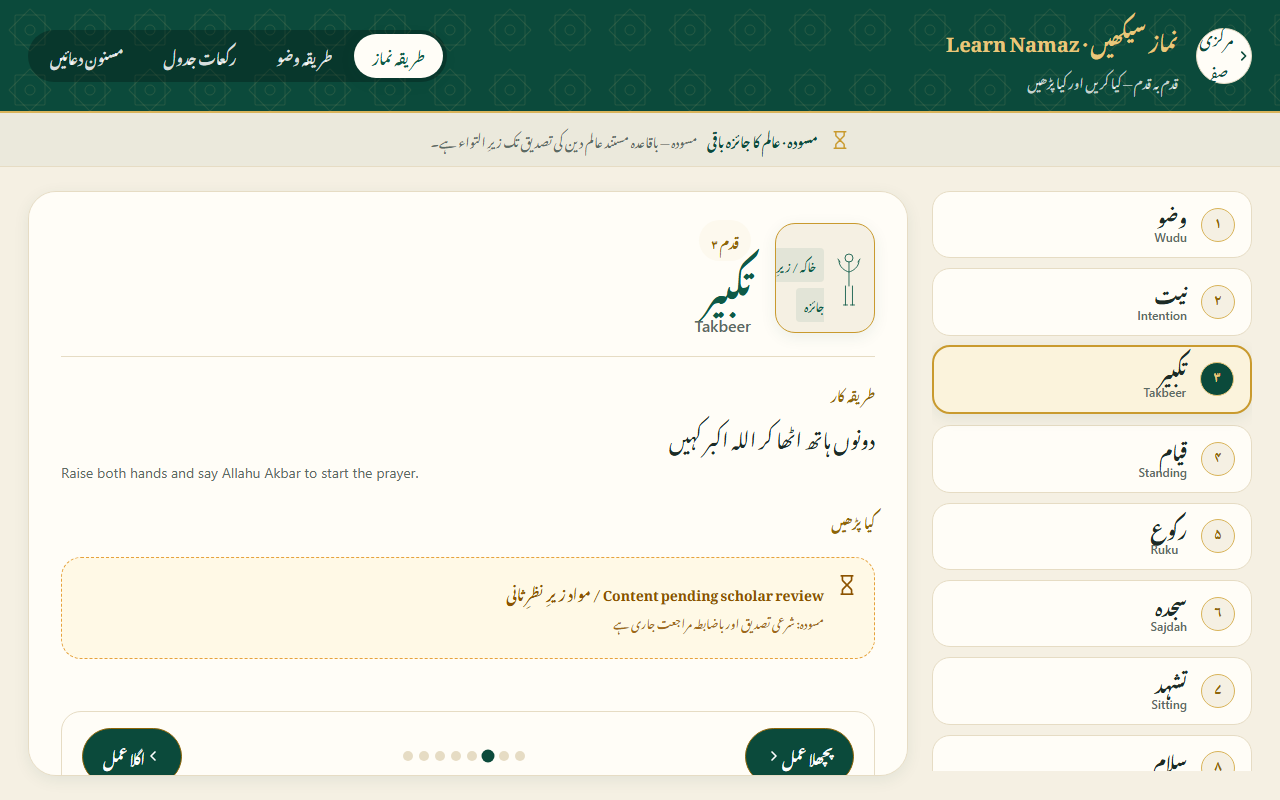 مرکزی
صفح
نماز سیکھیں · Learn Namaz
قدم بہ قدم — کیا کریں اور کیا پڑھیں
طریقہ نماز
طریقہ وضو
رکعات جدول
مسنون دعائیں
مسودہ · عالم کا جائزہ باقی مسودہ — باقاعدہ مستند عالم دین کی تصدیق تک زیر التواء ہے۔
۱
وضو
Wudu
۲
نیت
Intention
۳
تکبیر
Takbeer
۴
قیام
Standing
۵
رکوع
Ruku
۶
سجدہ
Sajdah
۷
تشہد
Sitting
۸
سلام
خاکہ / زیرِ
جائزہ
قدم ۳
تکبیر
Takbeer
طریقہ کار
دونوں ہاتھ اٹھا کر اللہ اکبر کہیں
Raise both hands and say Allahu Akbar to start the prayer.
کیا پڑھیں
Content pending scholar review / مواد زیرِ نظرِ ثانی
مسودہ: شرعی تصدیق اور باضابطہ مراجعت جاری ہے
پچھلا عمل
اگلا عمل